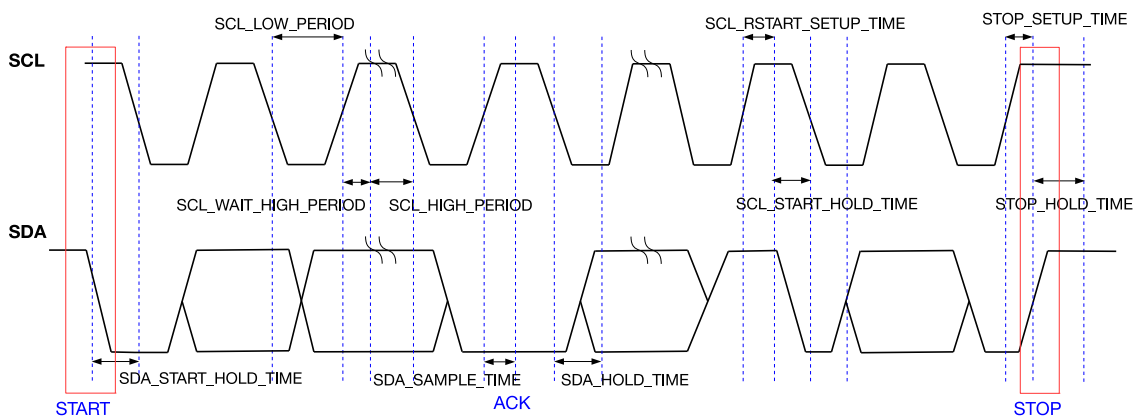 SCL_LOW_PERIOD
SCL_RSTART_SETUP_TIME
STOP_SETUP_TIME
SCL
SCL_WAIT_HIGH_PERIOD
SCL_HIGH_PERIOD
SCL_START_HOLD_TIME
STOP_HOLD_TIME
SDA
SDA_START_HOLD_TIME
SDA_SAMPLE_TIME
SDA_HOLD_TIME
START
ACK
STOP